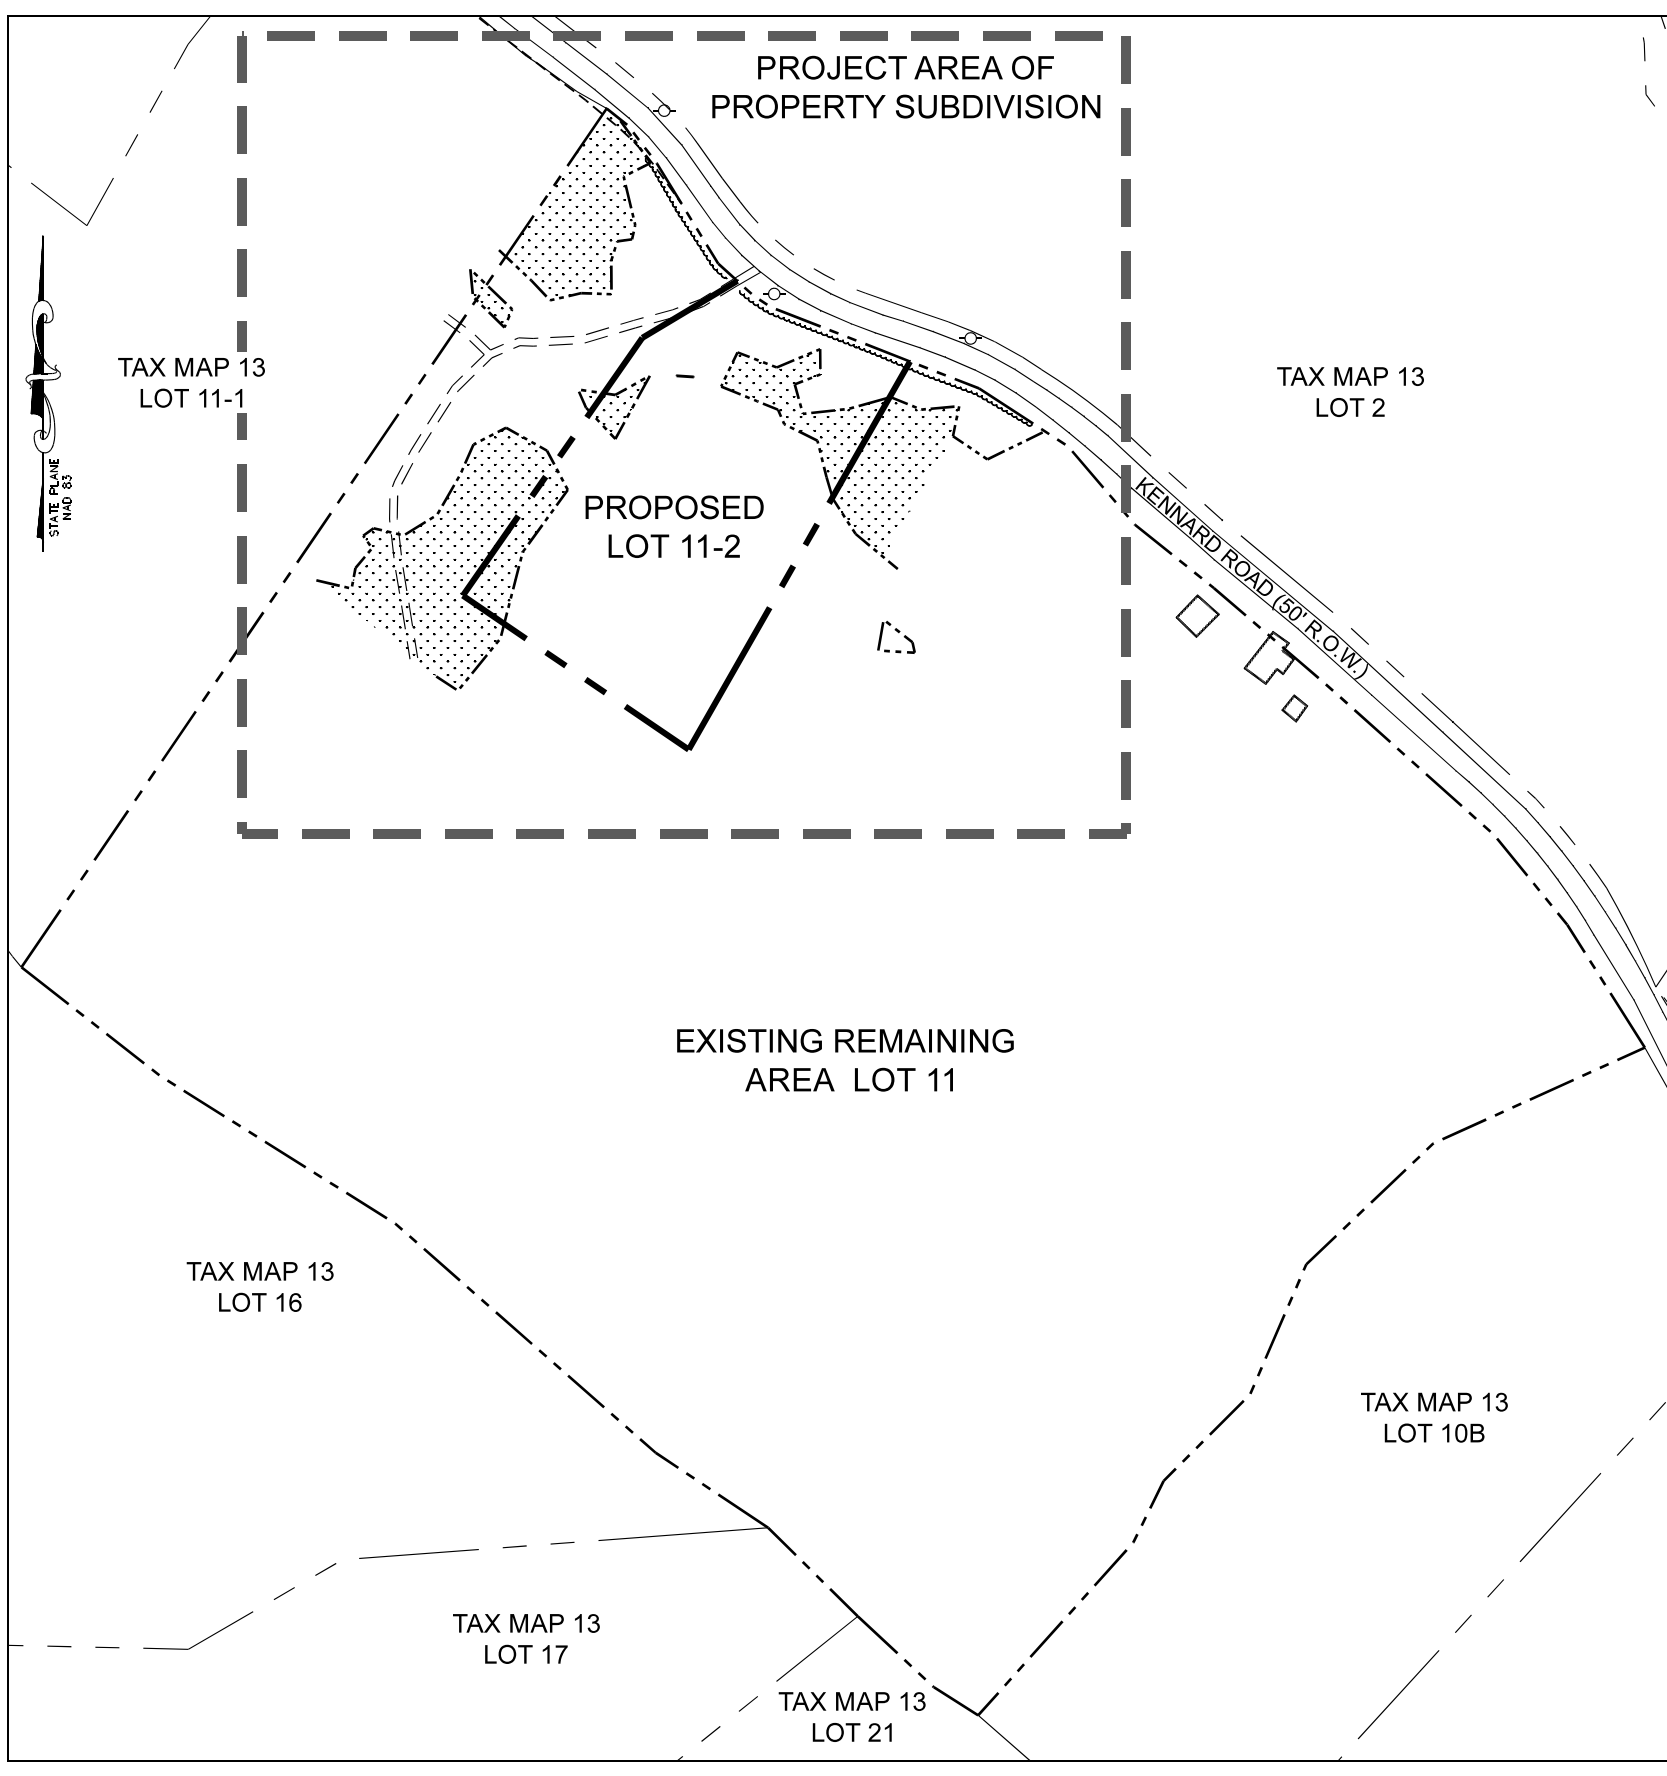 PROJECT AREA OF
PROPERTY SUBDIVISION
TAX MAP 13
LOT 11-1
TAX MAP 13
LOT 2
STATE PLANE
NAD 83
PROPOSED
LOT 11-2
KENNARD ROAD (50' R.O.W.)
EXISTING REMAINING
AREA LOT 11
TAX MAP 13
LOT 16
TAX MAP 13
LOT 10B
TAX MAP 13
LOT 17
TAX MAP 13
LOT 21